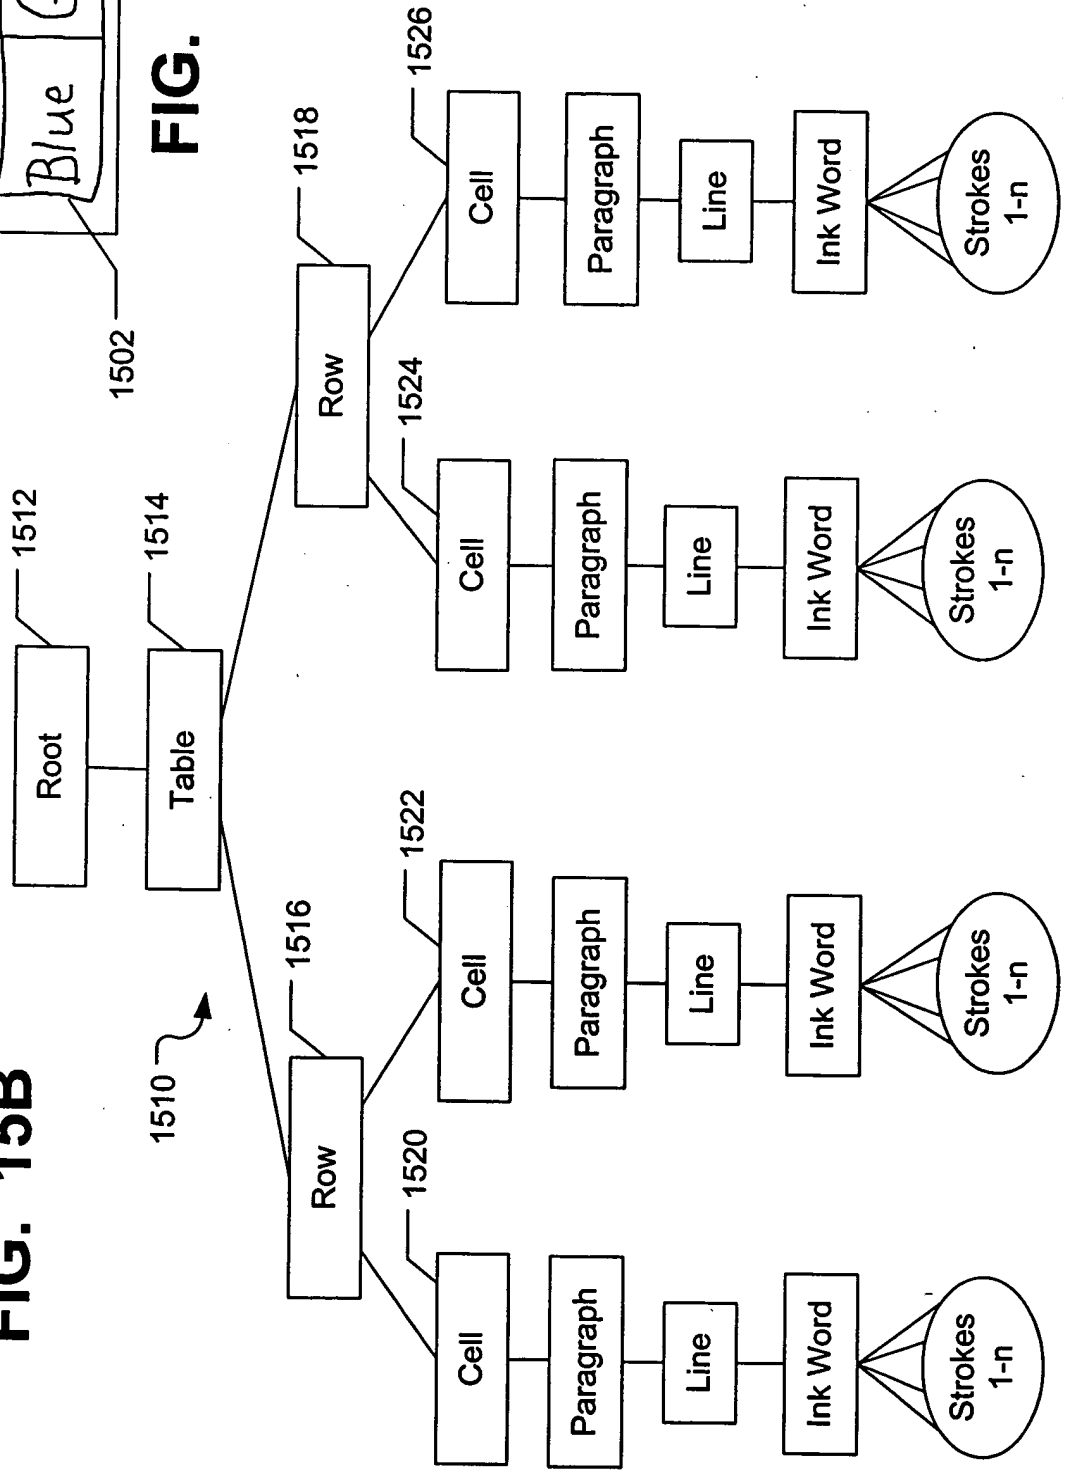 FIG. 15B
Blue
1502
FIG.
1510
Root
1512
Table
1514
Row
1516
Row
1518
Cell
1520
Cell
1522
Cell
1524
Cell
1526
Paragraph
Paragraph
Paragraph
Paragraph
Line
Line
Line
Line
Ink Word
Ink Word
Ink Word
Ink Word
Strokes
1-n
Strokes
1-n
Strokes
1-n
Strokes
1-n